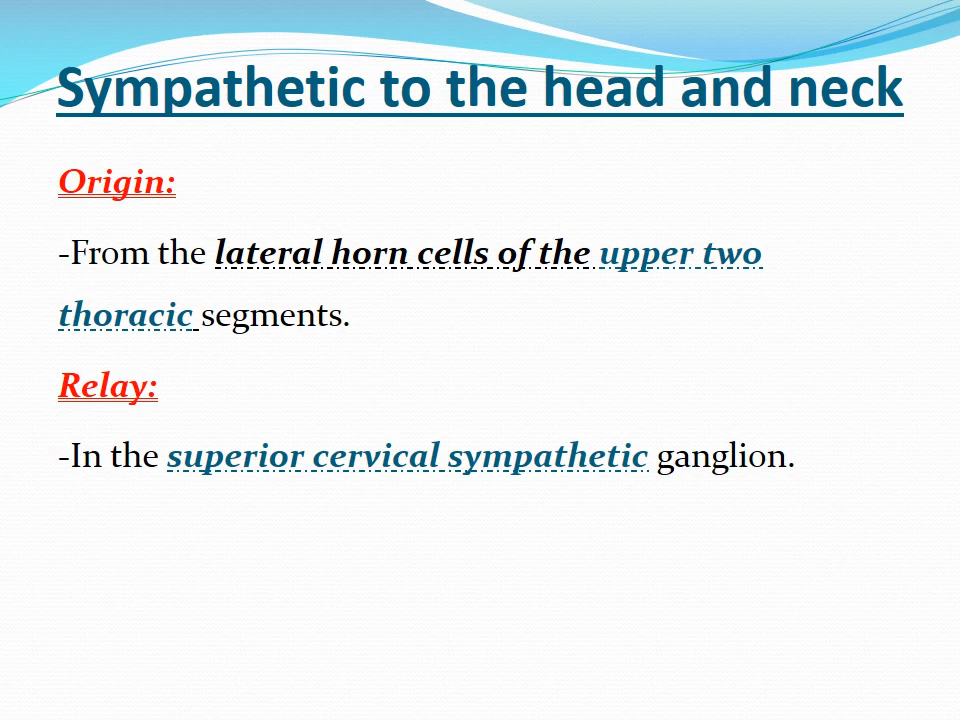 Sympathetic to the head and neck
Origin:
-From the lateral horn cells of the upper two
thoracic segments.
Relay:
-In the superior cervical sympathetic ganglion.